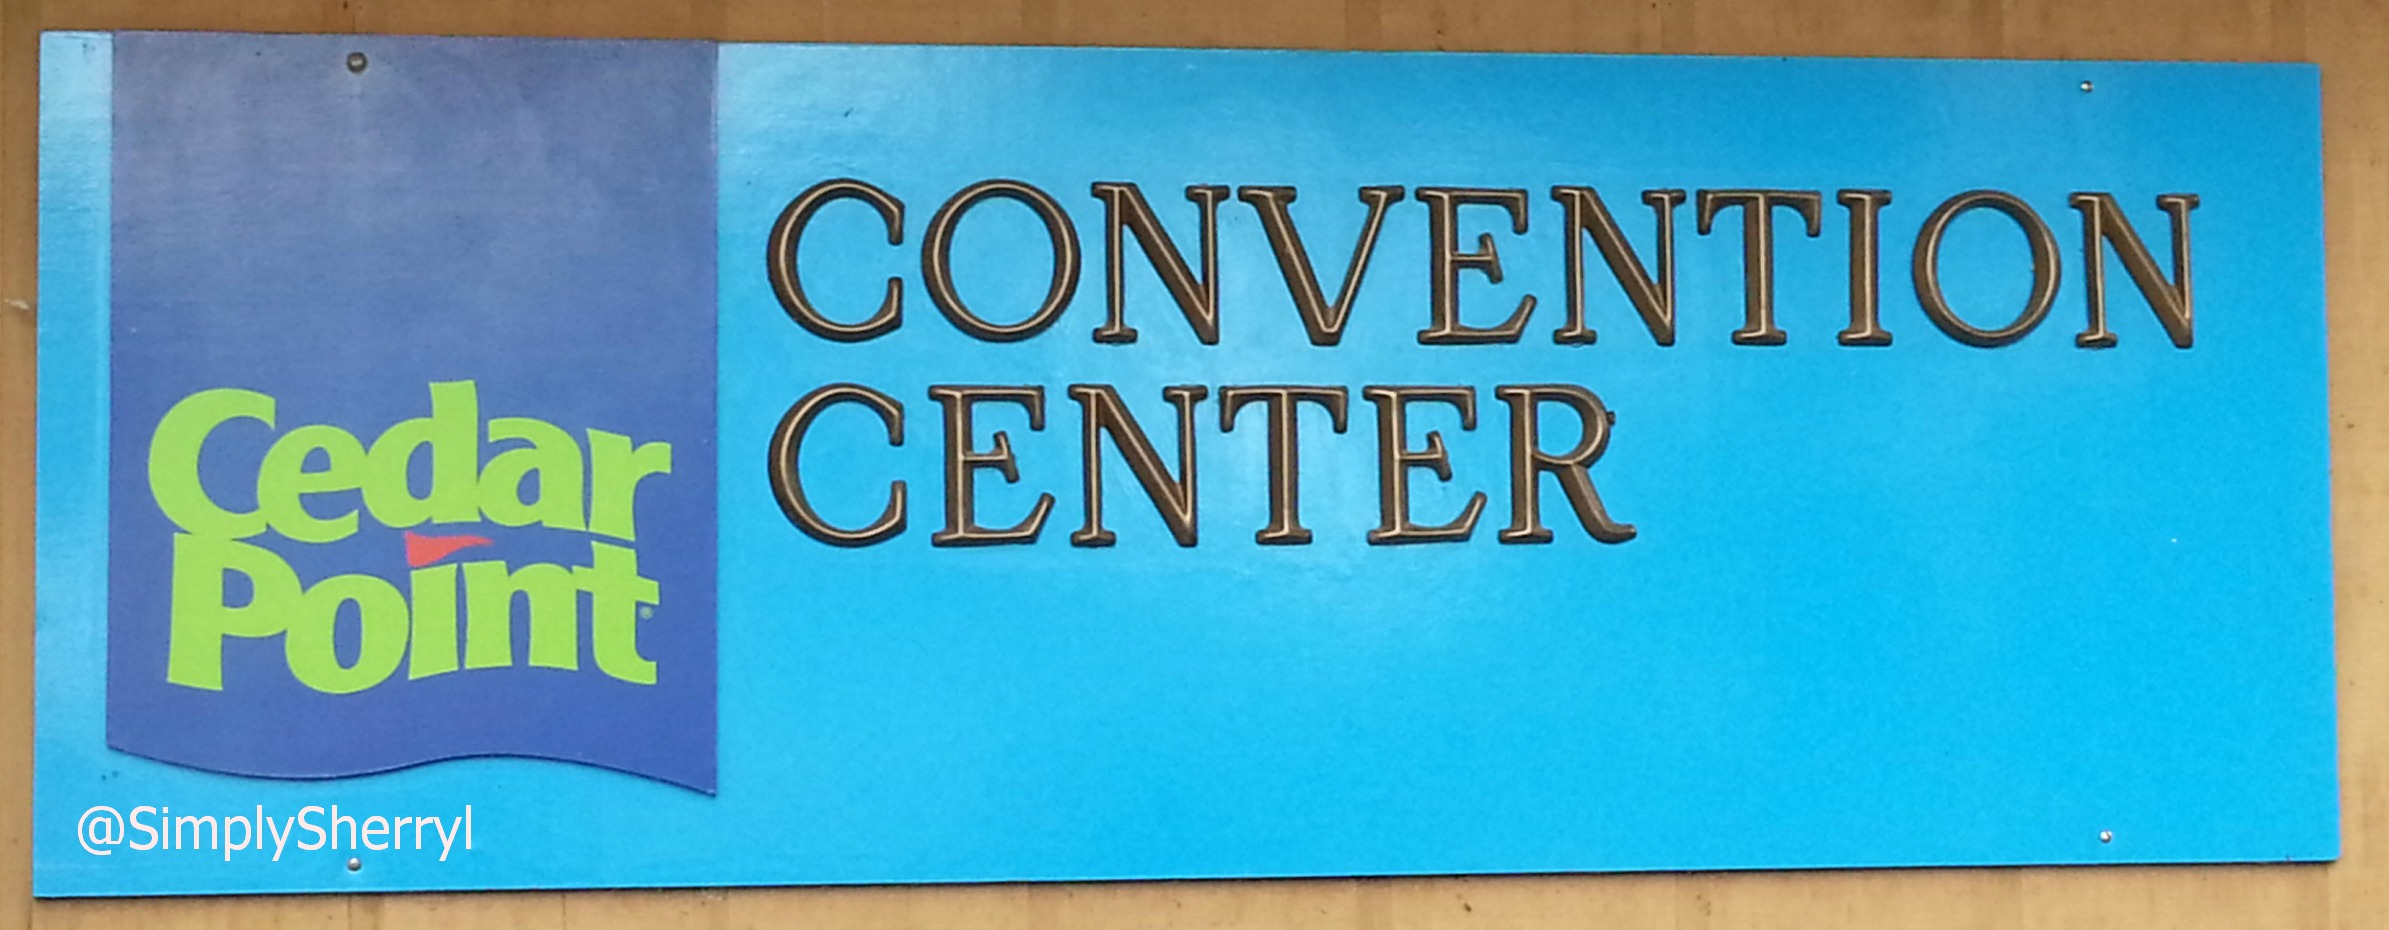 Cedar
Point®
CONVENTION
CENTER
@SimplySherryl